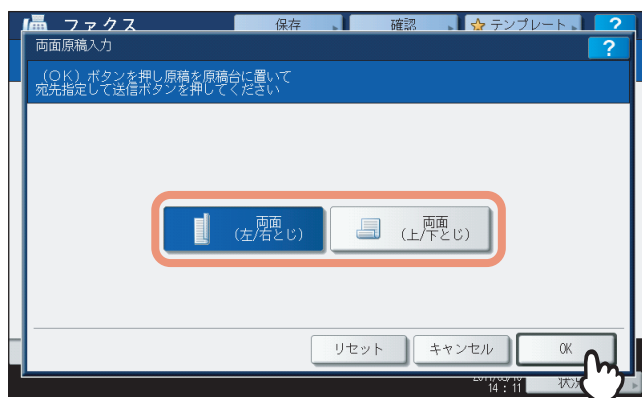 ファクス 保存 確認 テンプレート ?
両面原稿入力 ?
(OK)ボタンを押し原稿を原稿台に置いて
宛先指定して送信ボタンを押してください
両面
(左/右とじ)
両面
(上/下とじ)
リセット キャンセル OK
14:11 状況